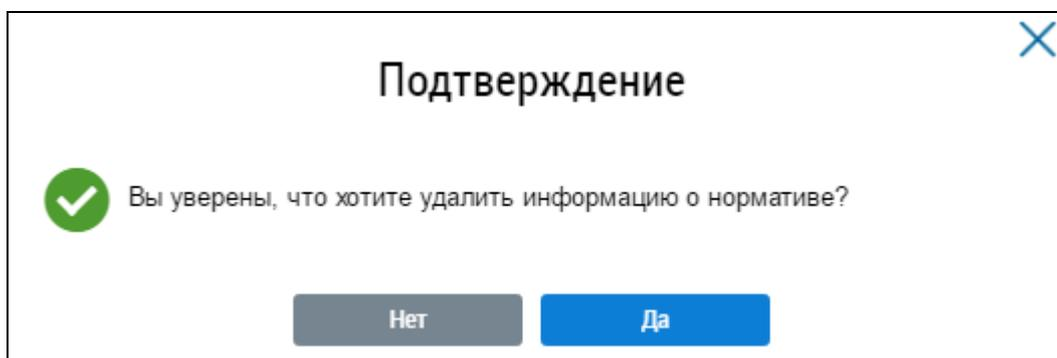 Подтверждение
Вы уверены, что хотите удалить информацию о нормативе?
Нет
Да